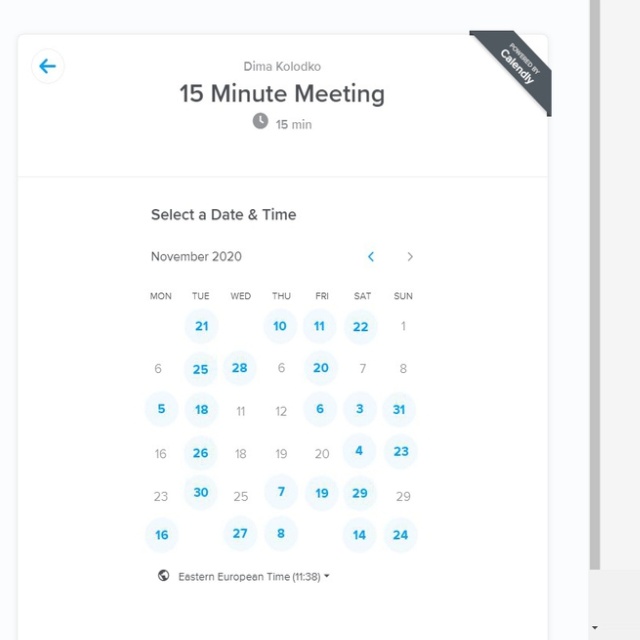 POWERED BY
Calendly
Dima Kolodko
15 Minute Meeting
15 min
Select a Date & Time
November 2020
MON TUE WED THU FRI SAT SUN
21 10 11 22 1
6 25 28 6 20 7 8
5 18 11 12 6 3 31
16 26 18 19 20 4 23
23 30 25 7 19 29 29
16 27 8 14 24
Eastern European Time (11:38)